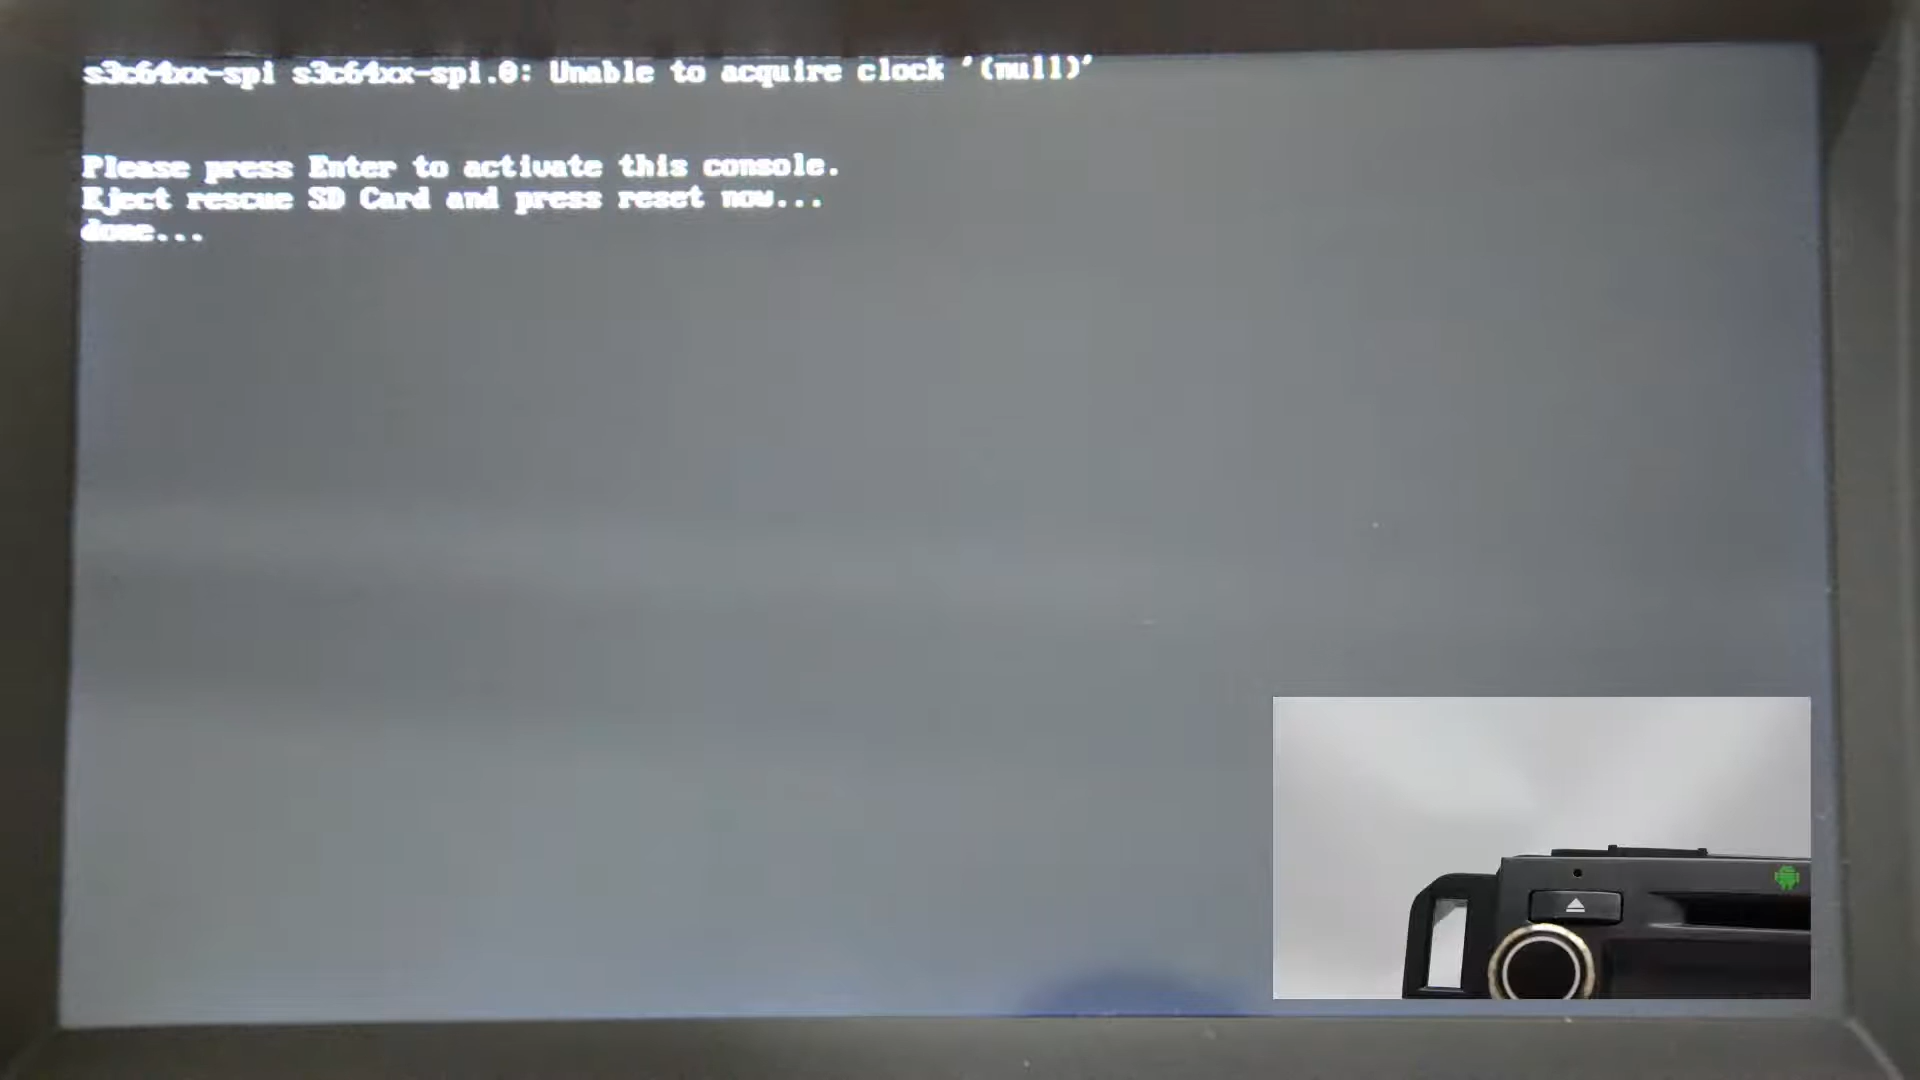 s3c64xx-spi s3c64xx-spi.0: Unable to acquire clock '(null)'
Please press Enter to activate this console.
Eject rescue SD Card and press reset now...
done...